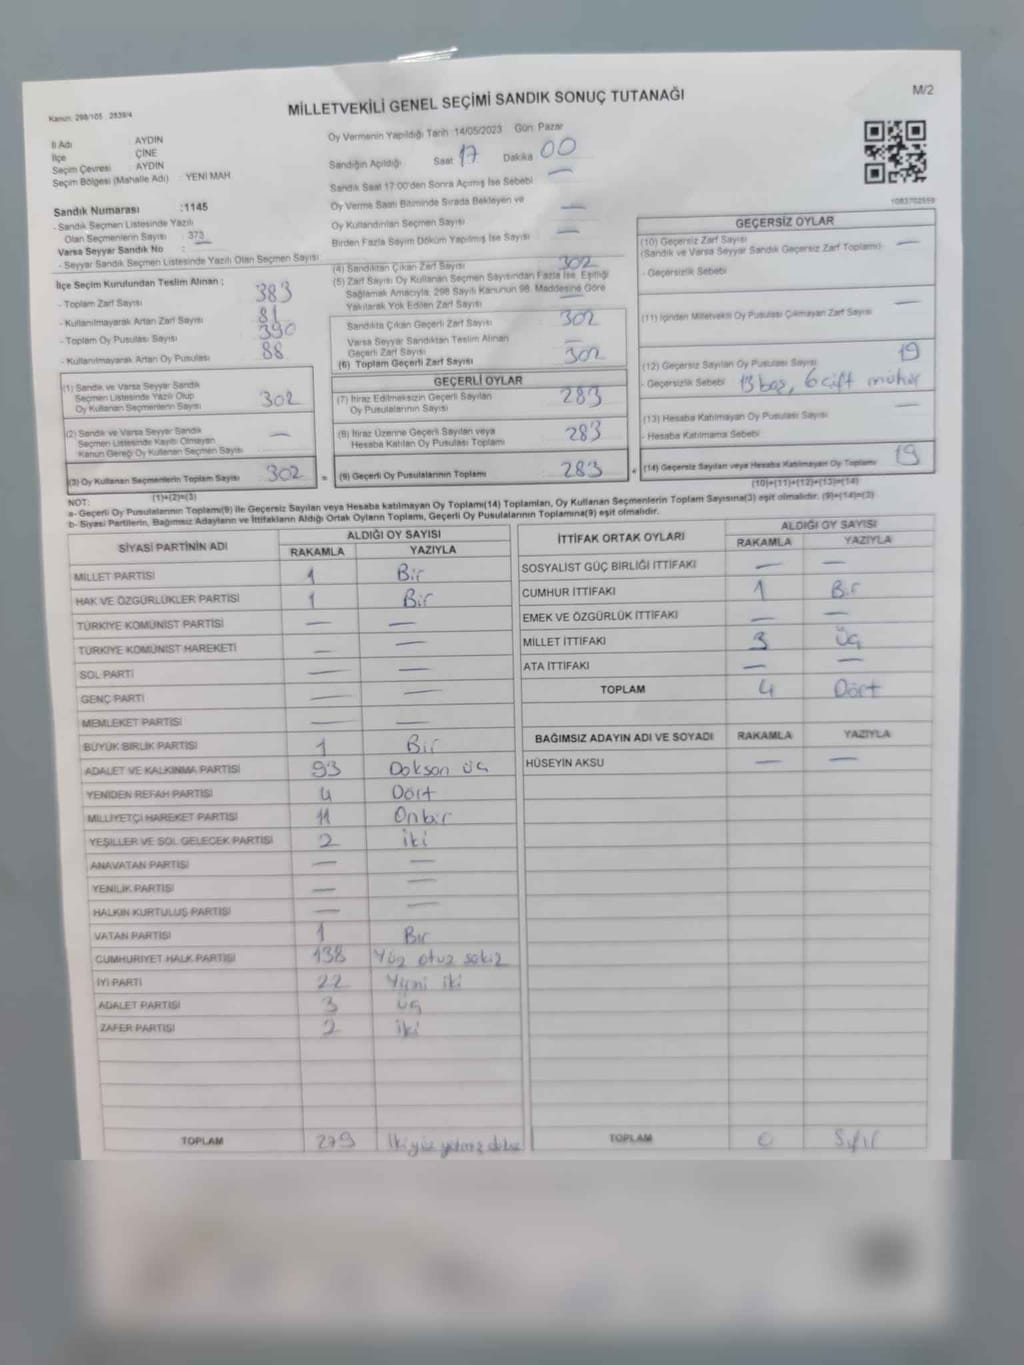 M/2
MİLLETVEKİLİ GENEL SEÇİMİ SANDIK SONUÇ TUTANAĞI
Kanun: 298/105 - 2839/4
İl Adı : AYDIN
İlçe : ÇİNE
Seçim Çevresi : AYDIN
Seçim Bölgesi (Mahalle Adı) : YENİ MAH.
Oy Vermenin Yapıldığı Tarih :14/05/2023 Gün: Pazar
Sandığın Açıldığı Saat 17 Dakika 00
Sandık Saat 17:00'den Sonra Açılmış İse Sebebi —
Oy Verme Saati Bitiminde Sırada Bekleyen ve
Oy Kullandırılan Seçmen Sayısı —
Birden Fazla Sayım Döküm Yapılmış İse Sayısı —
1083702559
Sandık Numarası :1145
- Sandık Seçmen Listesinde Yazılı
Olan Seçmenlerin Sayısı : 373
Varsa Seyyar Sandık No :
- Seyyar Sandık Seçmen Listesinde Yazılı Olan Seçmen Sayısı
İlçe Seçim Kurulundan Teslim Alınan ;
- Toplam Zarf Sayısı 383
- Kullanılmayarak Artan Zarf Sayısı 81
- Toplam Oy Pusulası Sayısı 390
- Kullanılmayarak Artan Oy Pusulası 88
(1) Sandık ve Varsa Seyyar Sandık
Seçmen Listesinde Yazılı Olup
Oy Kullanan Seçmenlerin Sayısı 302
(2) Sandık ve Varsa Seyyar Sandık
Seçmen Listesinde Kayıtlı Olmayan
Kanun Gereği Oy Kullanan Seçmen Sayısı —
(3) Oy Kullanan Seçmenlerin Toplam Sayısı 302
(1)+(2)=(3)
(4) Sandıktan Çıkan Zarf Sayısı 302
(5) Zarf Sayısı Oy Kullanan Seçmen Sayısından Fazla İse, Eşitliği
Sağlamak Amacıyla, 298 Sayılı Kanunun 98. Maddesine Göre
Yakılarak Yok Edilen Zarf Sayısı —
Sandıkta Çıkan Geçerli Zarf Sayısı 302
Varsa Seyyar Sandıktan Teslim Alınan
Geçerli Zarf Sayısı —
(6) Toplam Geçerli Zarf Sayısı 302
GEÇERLİ OYLAR
(7) İtiraz Edilmeksizin Geçerli Sayılan
Oy Pusulalarının Sayısı 283
(8) İtiraz Üzerine Geçerli Sayılan veya
Hesaba Katılan Oy Pusulası Toplamı 283
= (9) Geçerli Oy Pusulalarının Toplamı 283
GEÇERSİZ OYLAR
(10) Geçersiz Zarf Sayısı —
(Sandık ve Varsa Seyyar Sandık Geçersiz Zarf Toplamı)
- Geçersizlik Sebebi
(11) İçinden Milletvekili Oy Pusulası Çıkmayan Zarf Sayısı —
(12) Geçersiz Sayılan Oy Pusulası Sayısı 19
- Geçersizlik Sebebi 13 boş, 6 çift mühür
(13) Hesaba Katılmayan Oy Pusulası Sayısı —
- Hesaba Katılmama Sebebi
+ (14) Geçersiz Sayılan veya Hesaba Katılmayan Oy Toplamı 19
(10)+(11)+(12)+(13)=(14)
NOT:
a- Geçerli Oy Pusulalarının Toplamı(9) ile Geçersiz Sayılan veya Hesaba katılmayan Oy Toplamı(14) Toplamları, Oy Kullanan Seçmenlerin Toplam Sayısına(3) eşit olmalıdır. (9)+(14)=(3)
b- Siyasi Partilerin, Bağımsız Adayların ve İttifakların Aldığı Oyların Toplamı, Geçerli Oy Pusulalarının Toplamına(9) eşit olmalıdır.
SİYASİ PARTİNİN ADI ALDIĞI OY SAYISI
RAKAMLA YAZIYLA
MİLLET PARTİSİ 1 Bir
HAK VE ÖZGÜRLÜKLER PARTİSİ 1 Bir
TÜRKİYE KOMÜNİST PARTİSİ — —
TÜRKİYE KOMÜNİST HAREKETİ — —
SOL PARTİ — —
GENÇ PARTİ — —
MEMLEKET PARTİSİ — —
BÜYÜK BİRLİK PARTİSİ 1 Bir
ADALET VE KALKINMA PARTİSİ 93 Doksan üç
YENİDEN REFAH PARTİSİ 4 Dört
MİLLİYETÇİ HAREKET PARTİSİ 11 Onbir
YEŞİLLER VE SOL GELECEK PARTİSİ 2 iki
ANAVATAN PARTİSİ — —
YENİLİK PARTİSİ — —
HALKIN KURTULUŞ PARTİSİ — —
VATAN PARTİSİ 1 Bir
CUMHURİYET HALK PARTİSİ 138 Yüz otuz sekiz
İYİ PARTİ 22 Yirmi iki
ADALET PARTİSİ 3 üç
ZAFER PARTİSİ 2 iki
TOPLAM 279 İkiyüz yetmiş dokuz
İTTİFAK ORTAK OYLARI ALDIĞI OY SAYISI
RAKAMLA YAZIYLA
SOSYALİST GÜÇ BİRLİĞİ İTTİFAKI — —
CUMHUR İTTİFAKI 1 Bir
EMEK VE ÖZGÜRLÜK İTTİFAKI — —
MİLLET İTTİFAKI 3 Üç
ATA İTTİFAKI — —
TOPLAM 4 Dört
BAĞIMSIZ ADAYIN ADI VE SOYADI RAKAMLA YAZIYLA
HÜSEYİN AKSU — —
TOPLAM 0 Sıfır